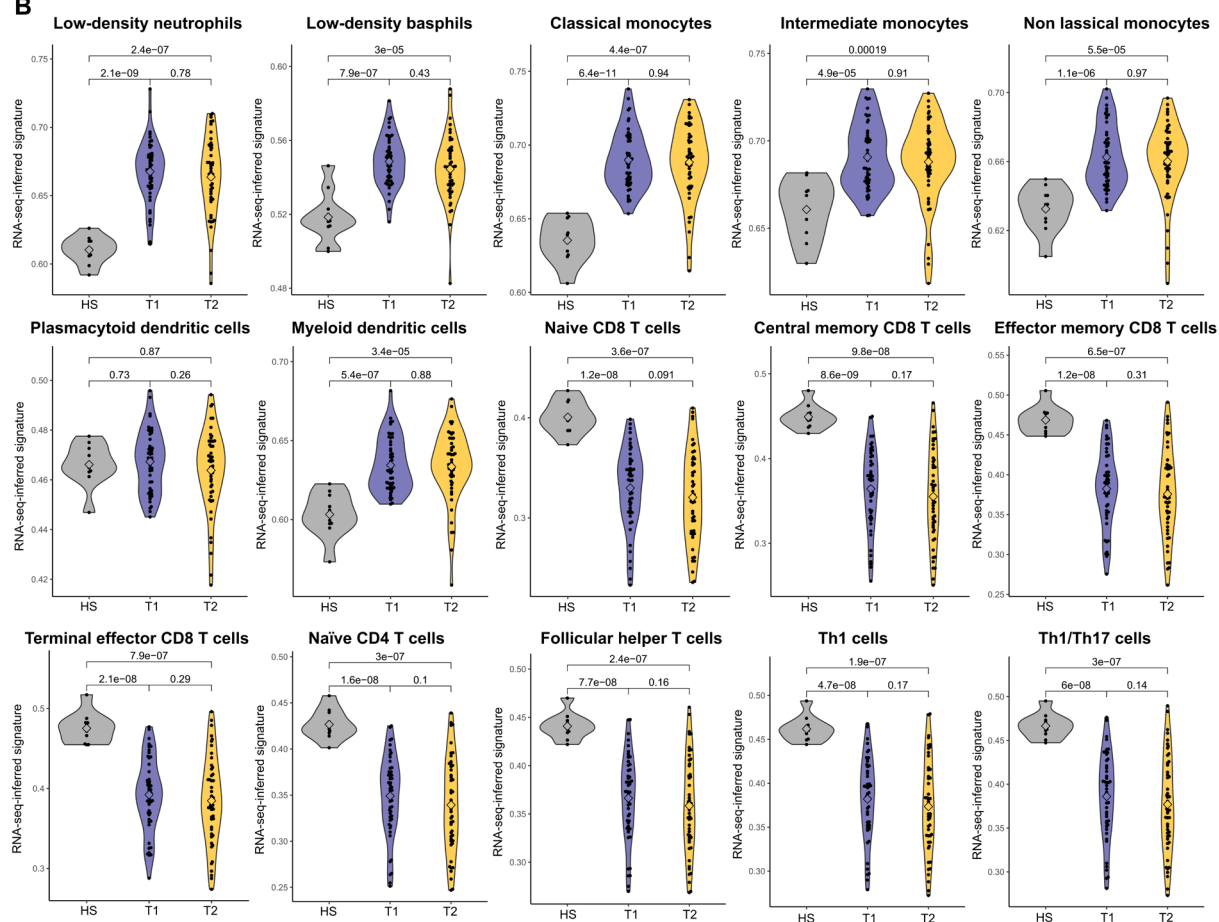 B
Low-density neutrophils
RNA-seq-inferred signature
2.4e−07
2.1e−09 0.78
0.75
0.70
0.65
0.60
HS T1 T2
Low-density basphils
RNA-seq-inferred signature
3e−05
7.9e−07 0.43
0.60
0.56
0.52
0.48
HS T1 T2
Classical monocytes
RNA-seq-inferred signature
4.4e−07
6.4e−11 0.94
0.75
0.70
0.65
0.60
HS T1 T2
Intermediate monocytes
RNA-seq-inferred signature
0.00019
4.9e−05 0.91
0.75
0.70
0.65
HS T1 T2
Non lassical monocytes
RNA-seq-inferred signature
5.5e−05
1.1e−06 0.97
0.70
0.66
0.62
HS T1 T2
Plasmacytoid dendritic cells
RNA-seq-inferred signature
0.87
0.73 0.26
0.50
0.48
0.46
0.44
0.42
HS T1 T2
Myeloid dendritic cells
RNA-seq-inferred signature
3.4e−05
5.4e−07 0.88
0.70
0.65
0.60
HS T1 T2
Naive CD8 T cells
RNA-seq-inferred signature
3.6e−07
1.2e−08 0.091
0.4
0.3
HS T1 T2
Central memory CD8 T cells
RNA-seq-inferred signature
9.8e−08
8.6e−09 0.17
0.5
0.4
0.3
HS T1 T2
Effector memory CD8 T cells
RNA-seq-inferred signature
6.5e−07
1.2e−08 0.31
0.55
0.50
0.45
0.40
0.35
0.30
0.25
HS T1 T2
Terminal effector CD8 T cells
RNA-seq-inferred signature
7.9e−07
2.1e−08 0.29
0.5
0.4
0.3
HS T1 T2
Naïve CD4 T cells
RNA-seq-inferred signature
3e−07
1.6e−08 0.1
0.50
0.45
0.40
0.35
0.30
0.25
HS T1 T2
Follicular helper T cells
RNA-seq-inferred signature
2.4e−07
7.7e−08 0.16
0.50
0.45
0.40
0.35
0.30
HS T1 T2
Th1 cells
RNA-seq-inferred signature
1.9e−07
4.7e−08 0.17
0.50
0.45
0.40
0.35
0.30
HS T1 T2
Th1/Th17 cells
RNA-seq-inferred signature
3e−07
6e−08 0.14
0.50
0.45
0.40
0.35
0.30
HS T1 T2